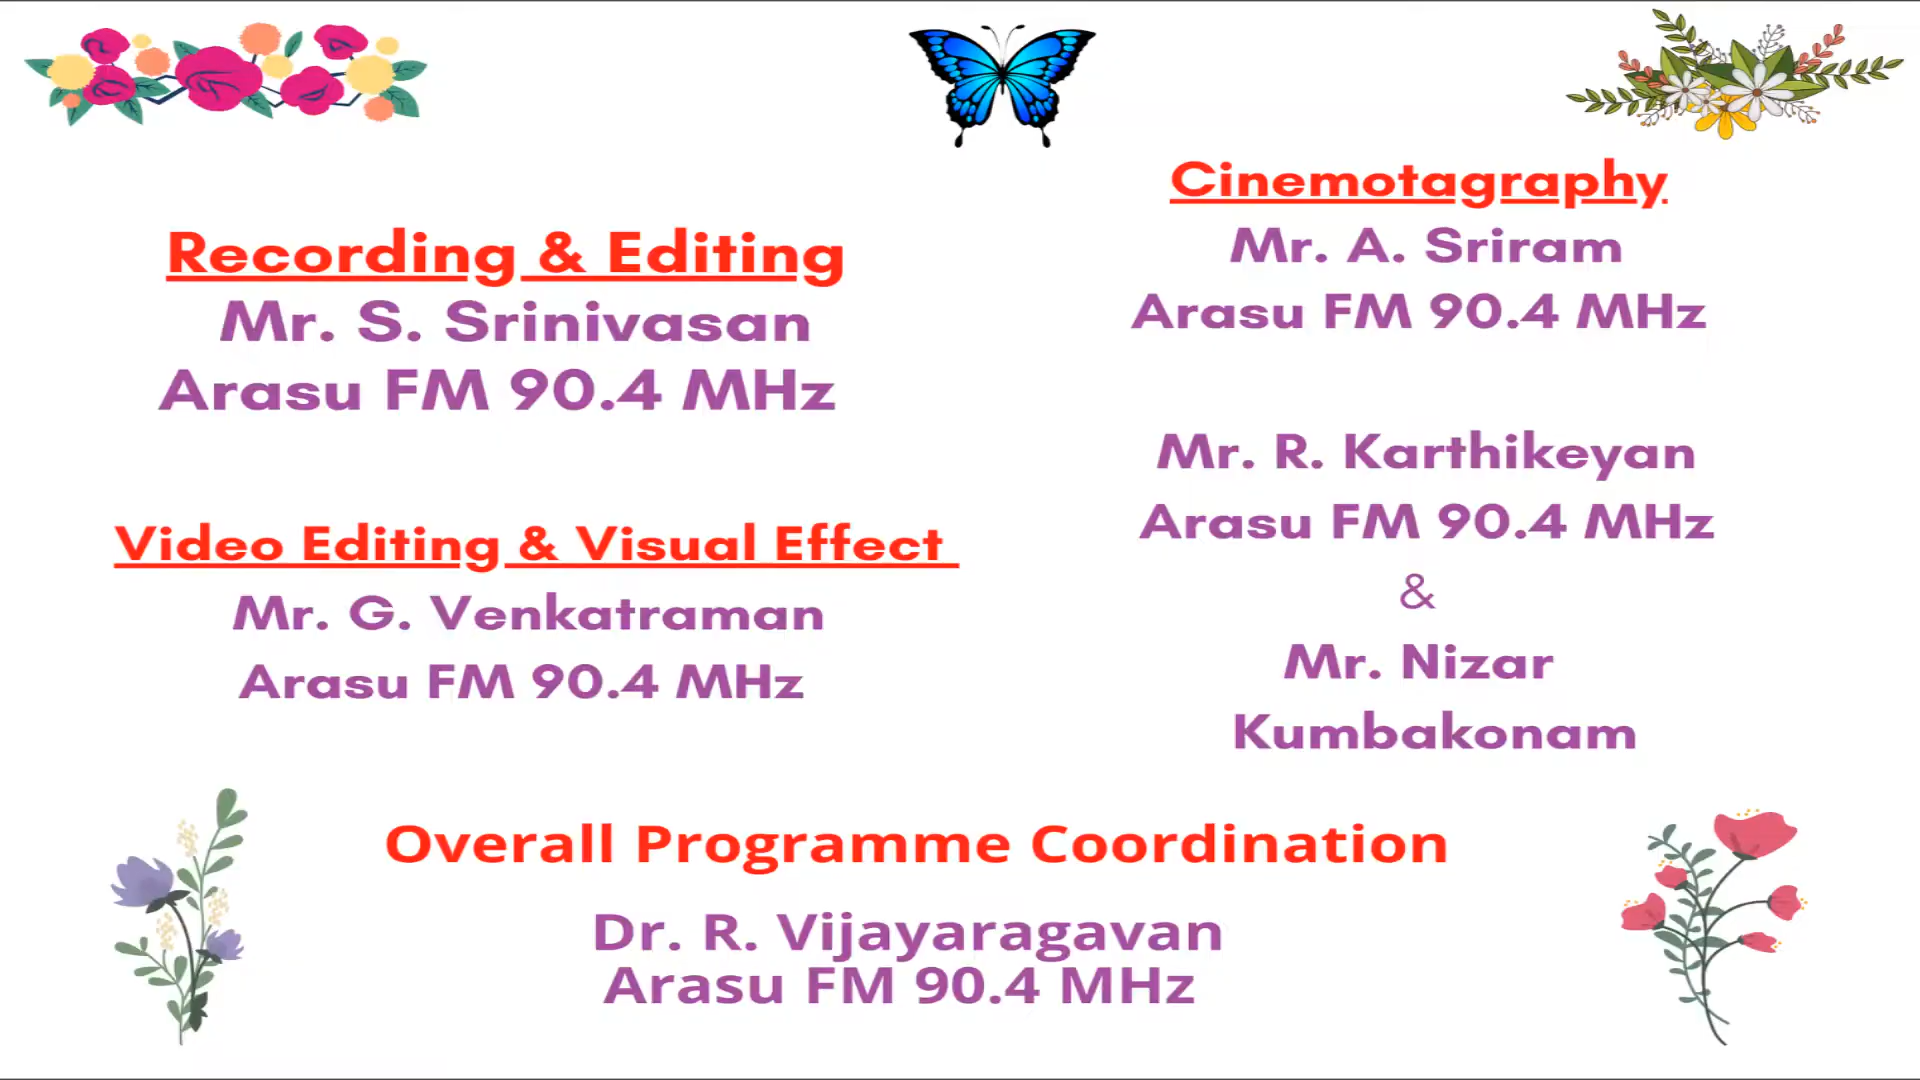 Recording & Editing
Mr. S. Srinivasan
Arasu FM 90.4 MHz
Video Editing & Visual Effect
Mr. G. Venkatraman
Arasu FM 90.4 MHz
Cinemotagraphy
Mr. A. Sriram
Arasu FM 90.4 MHz
Mr. R. Karthikeyan
Arasu FM 90.4 MHz
&
Mr. Nizar
Kumbakonam
Overall Programme Coordination
Dr. R. Vijayaragavan
Arasu FM 90.4 MHz